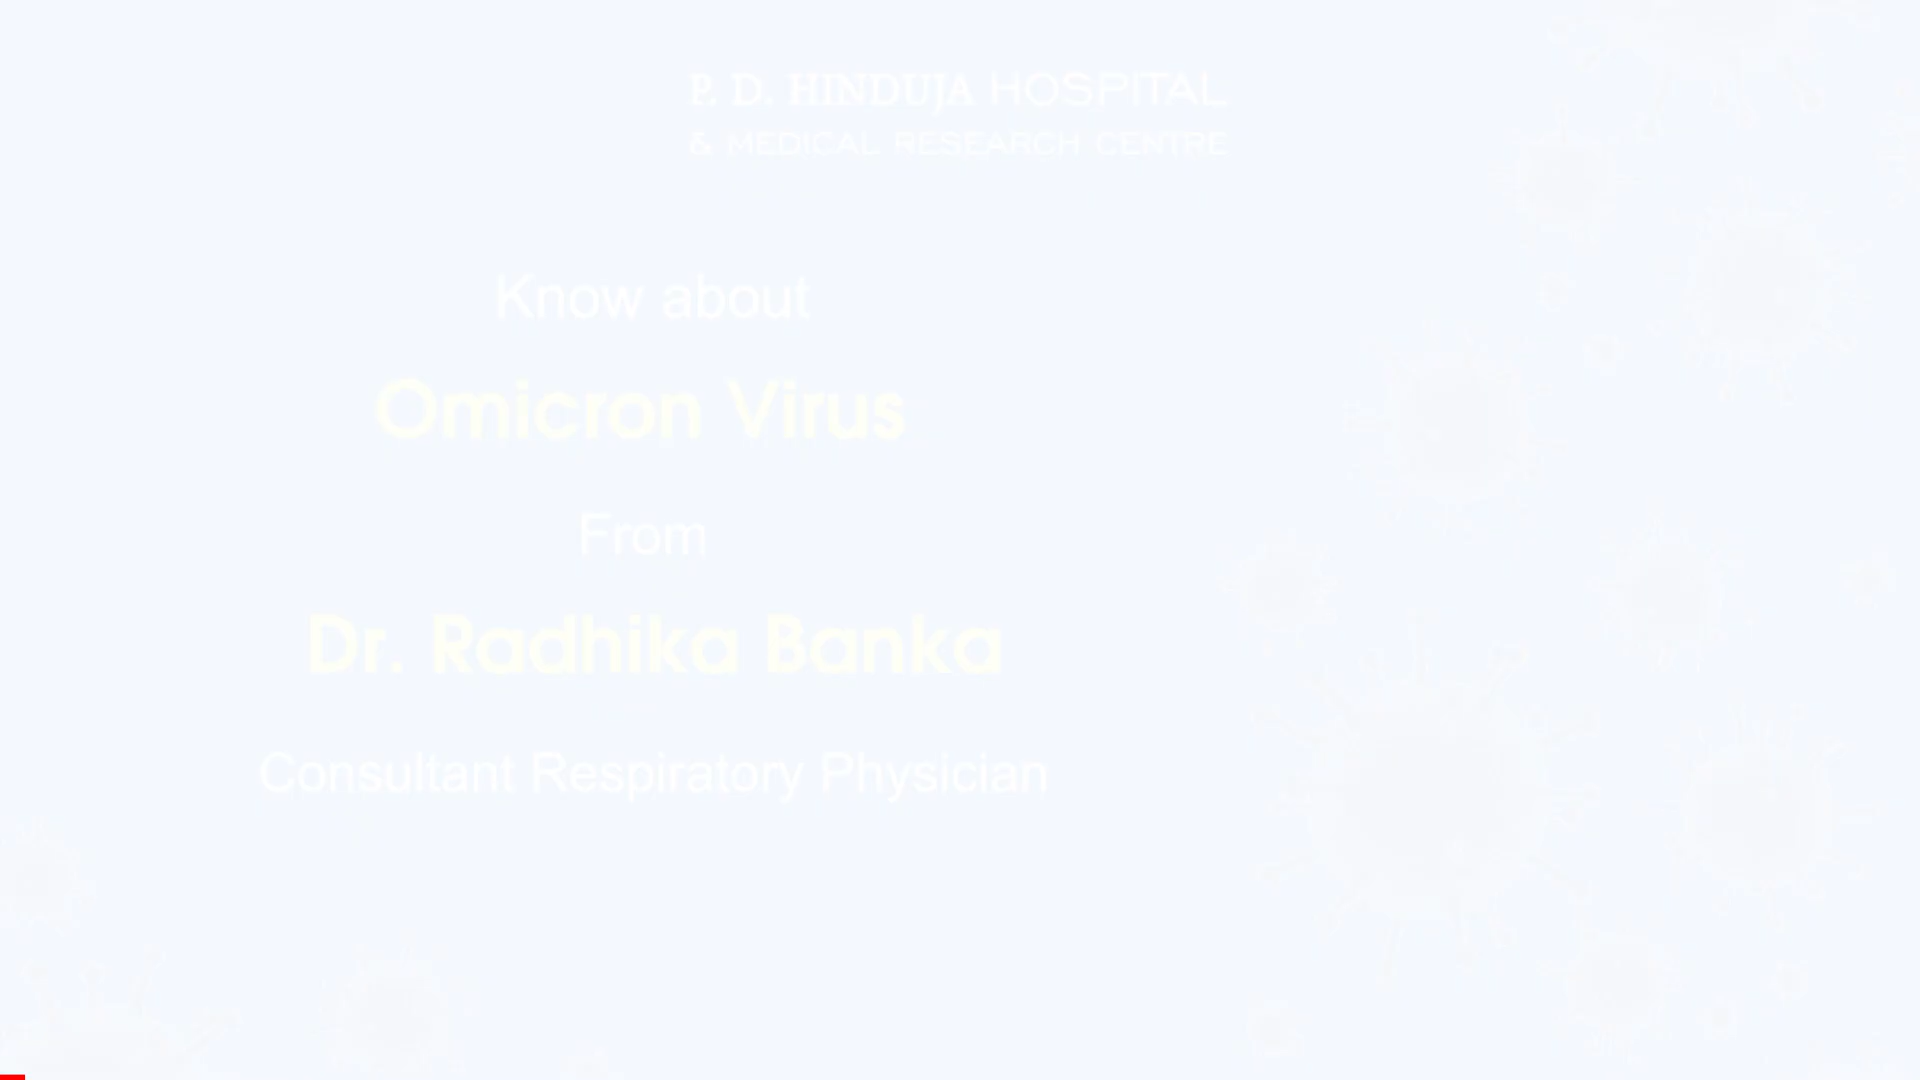 P. D. HINDUJA HOSPITAL
& MEDICAL RESEARCH CENTRE
Know about
Omicron Virus
From
Dr. Radhika Banka
Consultant Respiratory Physician